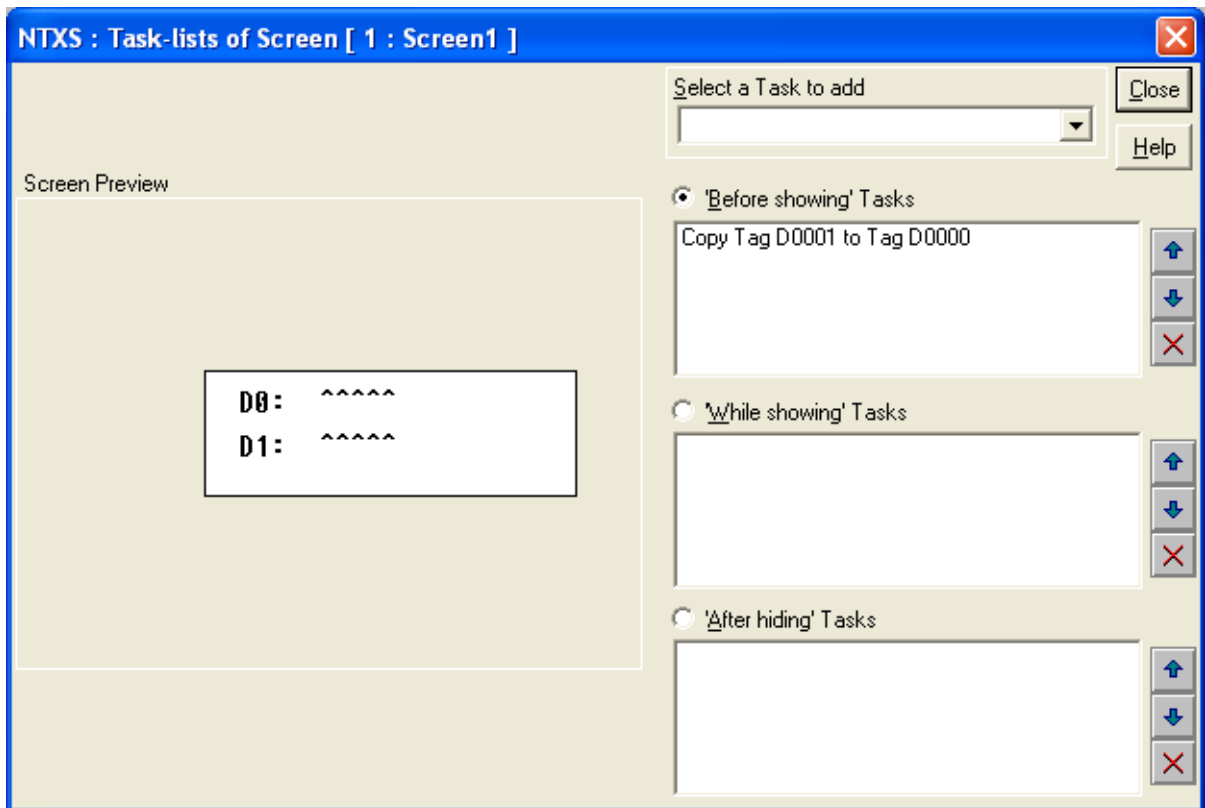 NTXS : Task-lists of Screen [ 1 : Screen1 ]
Select a Task to add
Close
Help
Screen Preview
'Before showing' Tasks
Copy Tag D0001 to Tag D0000
D0: ^^^^^
D1: ^^^^^
'While showing' Tasks
'After hiding' Tasks